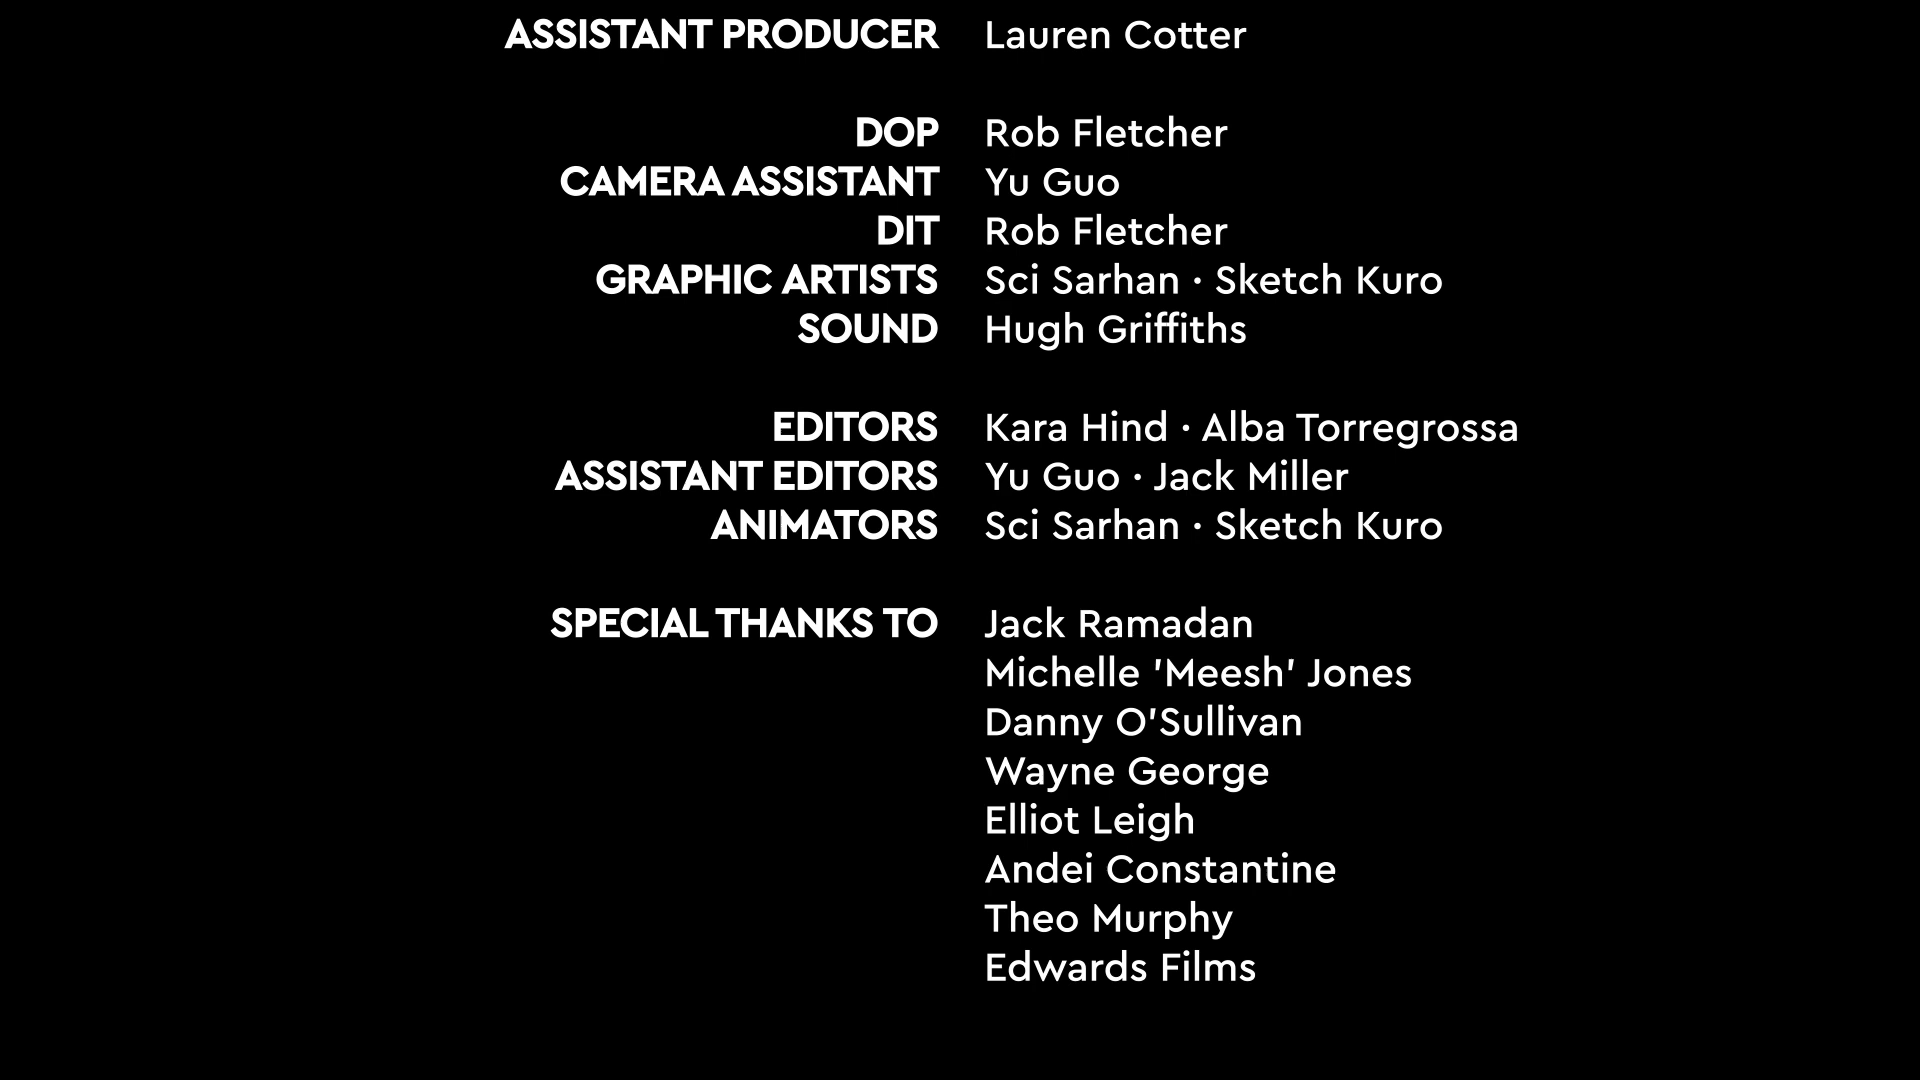 ASSISTANT PRODUCER Lauren Cotter
DOP Rob Fletcher
CAMERA ASSISTANT Yu Guo
DIT Rob Fletcher
GRAPHIC ARTISTS Sci Sarhan · Sketch Kuro
SOUND Hugh Griffiths
EDITORS Kara Hind · Alba Torregrossa
ASSISTANT EDITORS Yu Guo · Jack Miller
ANIMATORS Sci Sarhan · Sketch Kuro
SPECIAL THANKS TO Jack Ramadan
Michelle 'Meesh' Jones
Danny O'Sullivan
Wayne George
Elliot Leigh
Andei Constantine
Theo Murphy
Edwards Films